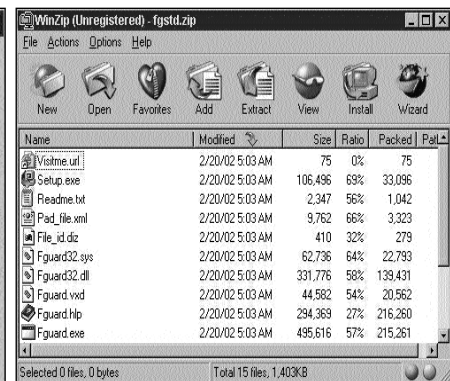 WinZip (Unregistered) - fgstd.zip
File Actions Options Help
New Open Favorites Add Extract View Install Wizard
Name Modified Size Ratio Packed
Visitme.url 2/20/02 5:03 AM 75 0% 75
Setup.exe 2/20/02 5:03 AM 106,496 69% 33,096
Readme.txt 2/20/02 5:03 AM 2,347 56% 1,042
Pad_file.xml 2/20/02 5:03 AM 9,762 66% 3,323
File_id.diz 2/20/02 5:03 AM 410 32% 279
Fguard32.sys 2/20/02 5:03 AM 62,736 64% 22,793
Fguard32.dll 2/20/02 5:03 AM 331,776 58% 139,431
Fguard.vxd 2/20/02 5:03 AM 44,582 54% 20,562
Fguard.hlp 2/20/02 5:03 AM 294,369 27% 216,260
Fguard.exe 2/20/02 5:03 AM 495,616 57% 215,261
Selected 0 files, 0 bytes Total 15 files, 1,403KB